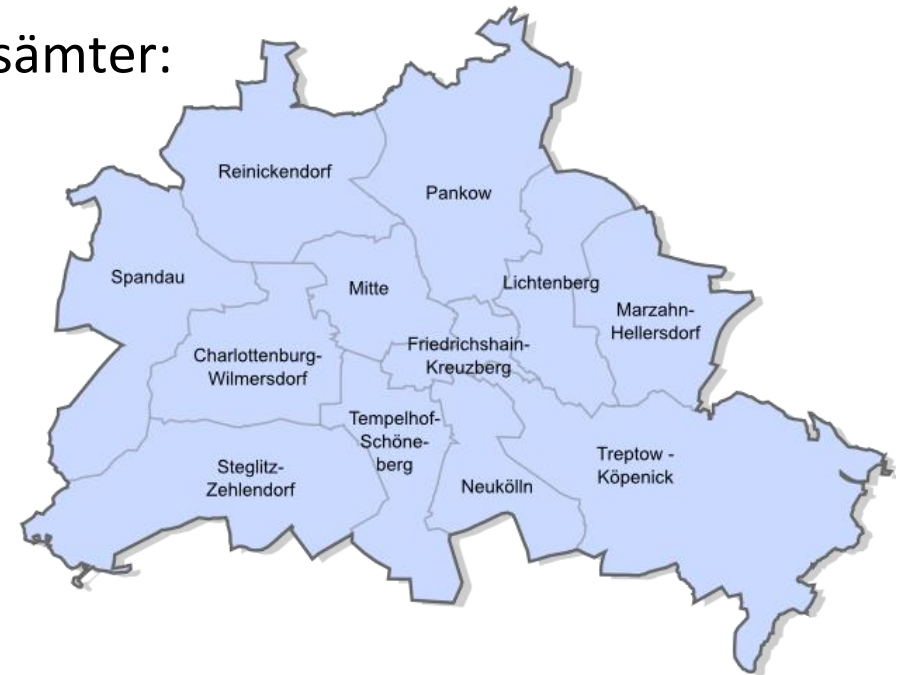 sämter:
Reinickendorf
Pankow
Spandau
Mitte
Lichtenberg
Marzahn-
Hellersdorf
Friedrichshain-
Kreuzberg
Charlottenburg-
Wilmersdorf
Tempelhof-
Schöne-
berg
Treptow -
Köpenick
Steglitz-
Zehlendorf
Neukölln